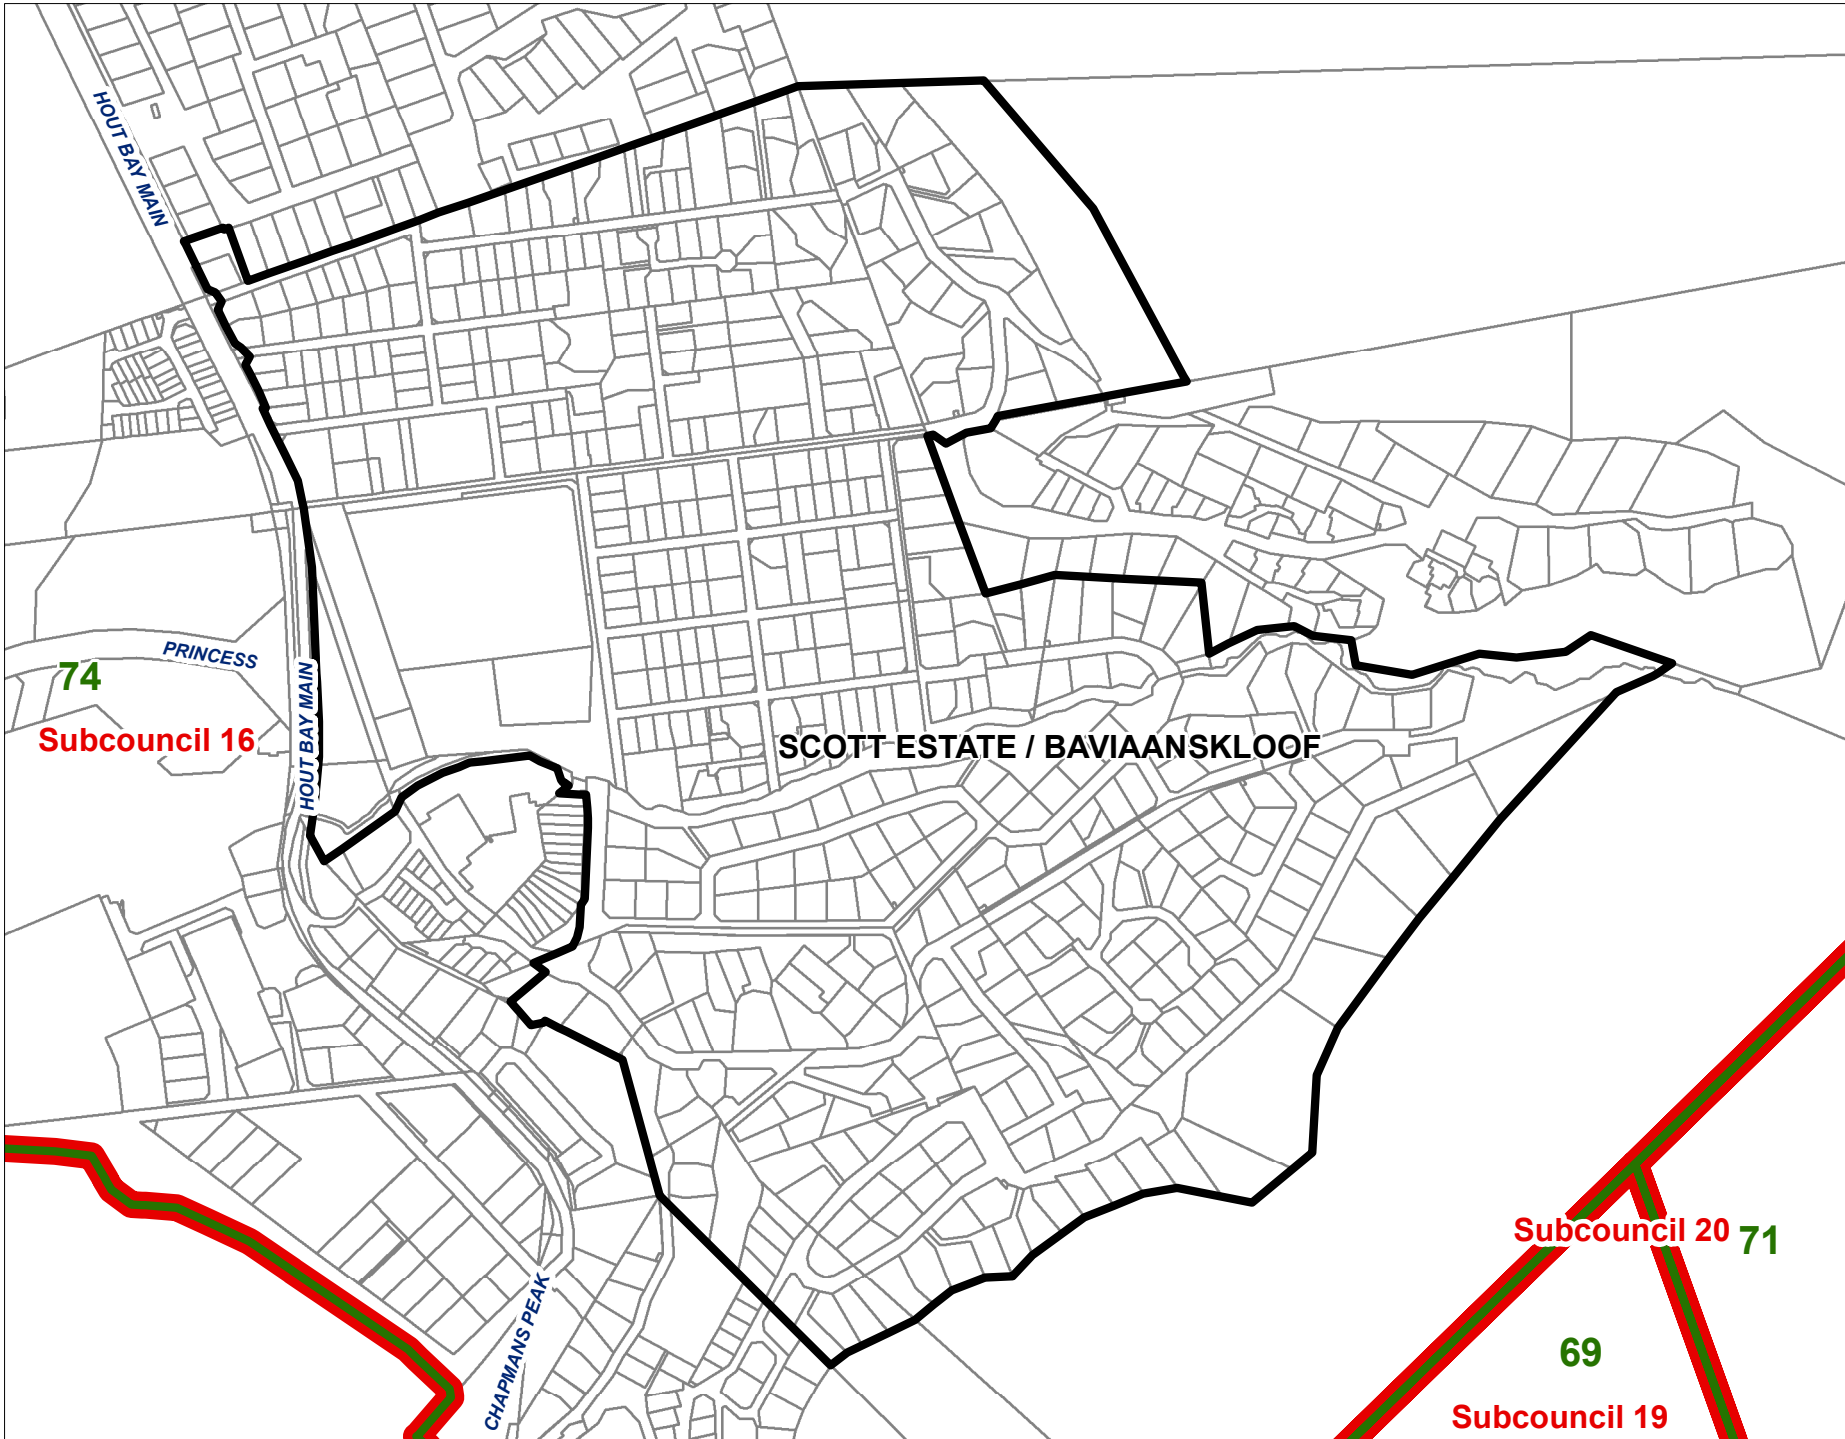 HOUT BAY MAIN
PRINCESS
74
Subcouncil 16
HOUT BAY MAIN
SCOTT ESTATE / BAVIAANSKLOOF
Subcouncil 20
71
CHAPMANS PEAK
69
Subcouncil 19